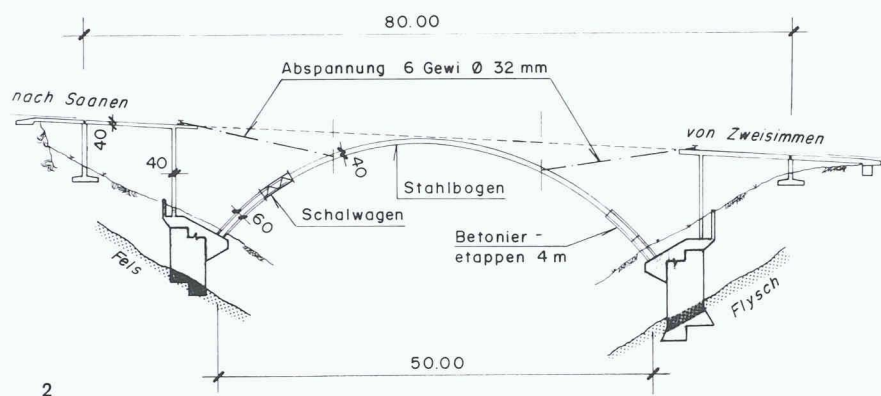 80.00
Abspannung 6 Gewi Ø 32 mm
nach Saanen
von Zweisimmen
40
40
40
Stahlbogen
60
Schalwagen
Betonier-
etappen 4 m
Fels
Flysch
50.00
2